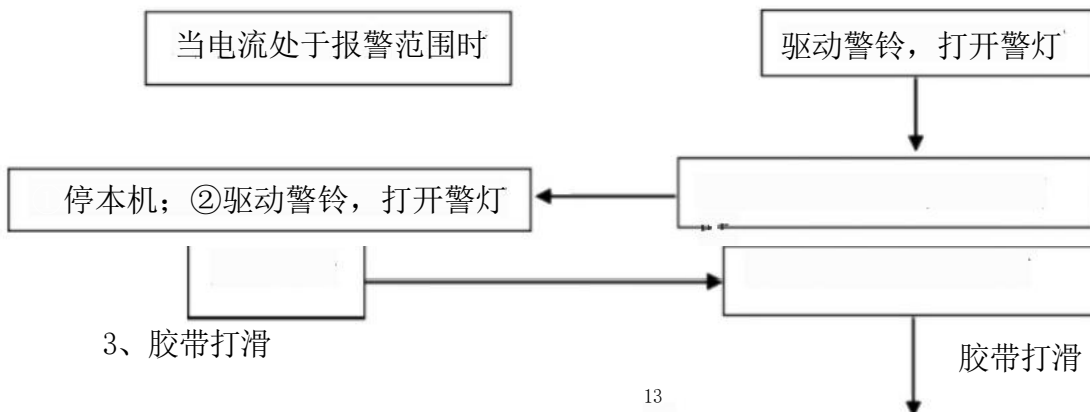 当电流处于报警范围时
驱动警铃，打开警灯
停本机；②驱动警铃，打开警灯
3、胶带打滑
胶带打滑
13